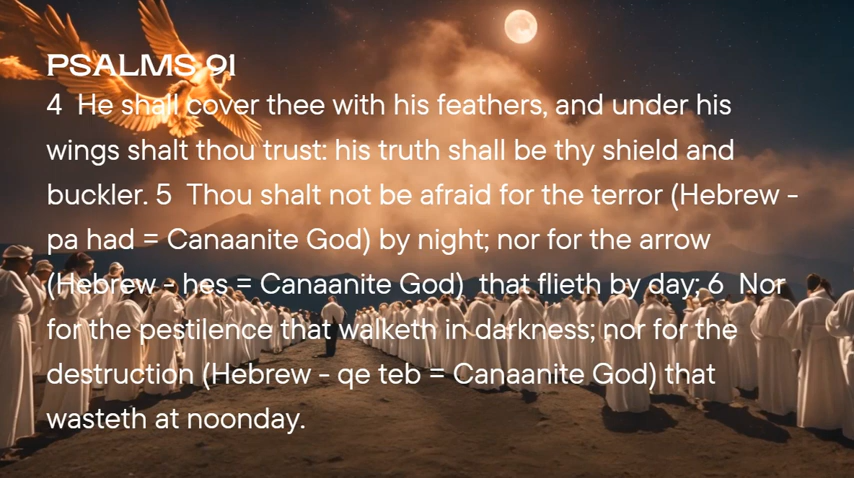 PSALMS 91
4  He shall cover thee with his feathers, and under his
wings shalt thou trust: his truth shall be thy shield and
buckler. 5  Thou shalt not be afraid for the terror (Hebrew -
pa had = Canaanite God) by night; nor for the arrow
(Hebrew - hes = Canaanite God)  that flieth by day; 6  Nor
for the pestilence that walketh in darkness; nor for the
destruction (Hebrew - qe teb = Canaanite God) that
wasteth at noonday.